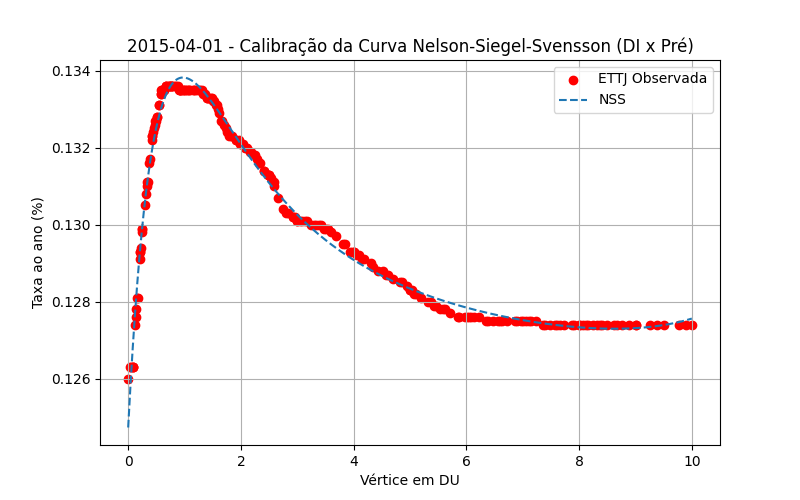 2015-04-01 - Calibração da Curva Nelson-Siegel-Svensson (DI x Pré)
ETTJ Observada
NSS
Taxa ao ano (%)
0.134
0.132
0.130
0.128
0.126
0 2 4 6 8 10
Vértice em DU